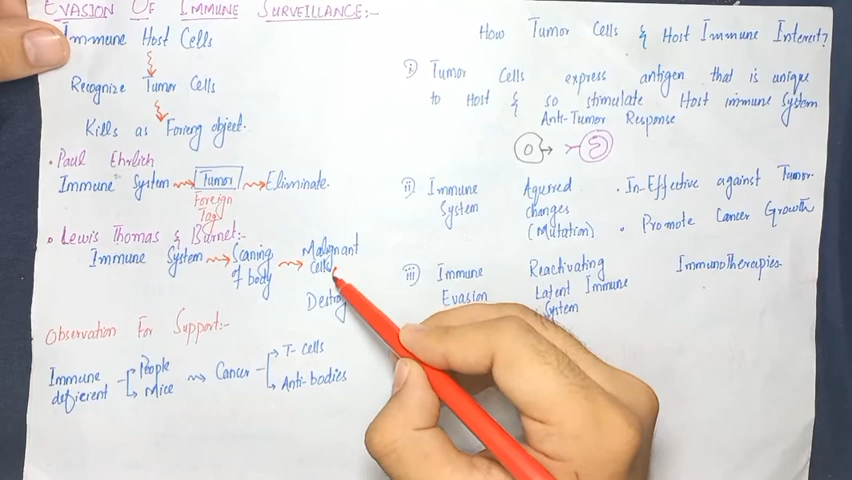 EVASION OF IMMUNE SURVEILLANCE:-
Immune Host Cells
Recognize Tumor Cells
Kills as Forieng object.
• Paul Ehrlich
Immune System Tumor Eliminate.
Foreign
Tag
• Lewis Thomas & Burnet:-
Immune System Scaning of body Malignant cells
Destroy
Observation For Support:-
Immune deficient People Mice Cancer T-cells Anti-bodies
How Tumor Cells & Host Immune Interect?
i) Tumor Cells express antigen that is unique
to Host & so stimulate Host immune System
Anti-Tumor Response
ii) Immune System Aqurred changes (Mutation)
• In-Effective against Tumor.
• Promote Cancer Growth
iii) Immune Evasion Reactivating Latent Immune System ImmunoTherapies